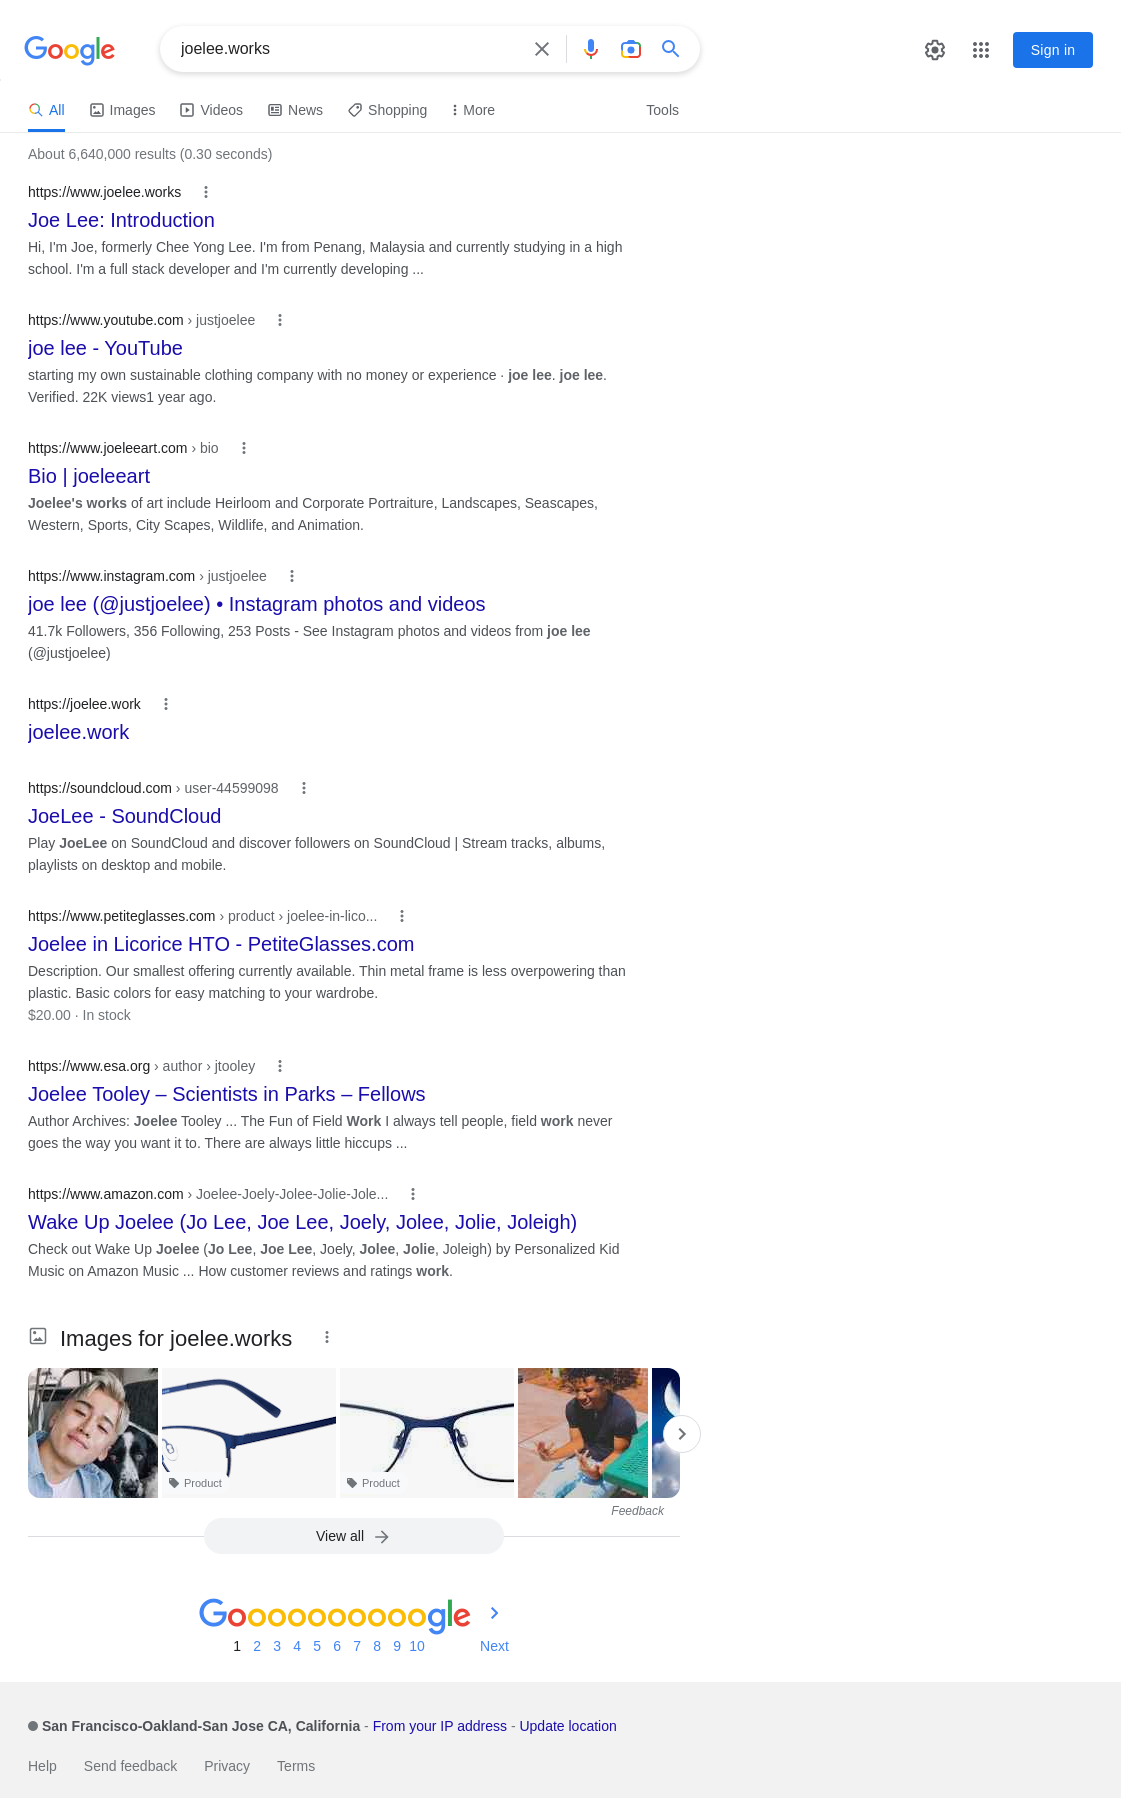 Google
joelee.works
Sign in
All
Images
Videos
News
Shopping
More
Tools
About 6,640,000 results (0.30 seconds)
https://www.joelee.works
Joe Lee: Introduction
Hi, I'm Joe, formerly Chee Yong Lee. I'm from Penang, Malaysia and currently studying in a high
school. I'm a full stack developer and I'm currently developing ...
https://www.youtube.com › justjoelee
joe lee - YouTube
starting my own sustainable clothing company with no money or experience · joe lee. joe lee.
Verified. 22K views1 year ago.
https://www.joeleeart.com › bio
Bio | joeleeart
Joelee's works of art include Heirloom and Corporate Portraiture, Landscapes, Seascapes,
Western, Sports, City Scapes, Wildlife, and Animation.
https://www.instagram.com › justjoelee
joe lee (@justjoelee) • Instagram photos and videos
41.7k Followers, 356 Following, 253 Posts - See Instagram photos and videos from joe lee
(@justjoelee)
https://joelee.work
joelee.work
https://soundcloud.com › user-44599098
JoeLee - SoundCloud
Play JoeLee on SoundCloud and discover followers on SoundCloud | Stream tracks, albums,
playlists on desktop and mobile.
https://www.petiteglasses.com › product › joelee-in-lico...
Joelee in Licorice HTO - PetiteGlasses.com
Description. Our smallest offering currently available. Thin metal frame is less overpowering than
plastic. Basic colors for easy matching to your wardrobe.
$20.00 · In stock
https://www.esa.org › author › jtooley
Joelee Tooley – Scientists in Parks – Fellows
Author Archives: Joelee Tooley ... The Fun of Field Work I always tell people, field work never
goes the way you want it to. There are always little hiccups ...
https://www.amazon.com › Joelee-Joely-Jolee-Jolie-Jole...
Wake Up Joelee (Jo Lee, Joe Lee, Joely, Jolee, Jolie, Joleigh)
Check out Wake Up Joelee (Jo Lee, Joe Lee, Joely, Jolee, Jolie, Joleigh) by Personalized Kid
Music on Amazon Music ... How customer reviews and ratings work.
Images for joelee.works
Product
Product
Feedback
View all
Goooooooooogle
1 2 3 4 5 6 7 8 9 10 Next
San Francisco-Oakland-San Jose CA, California - From your IP address - Update location
Help Send feedback Privacy Terms